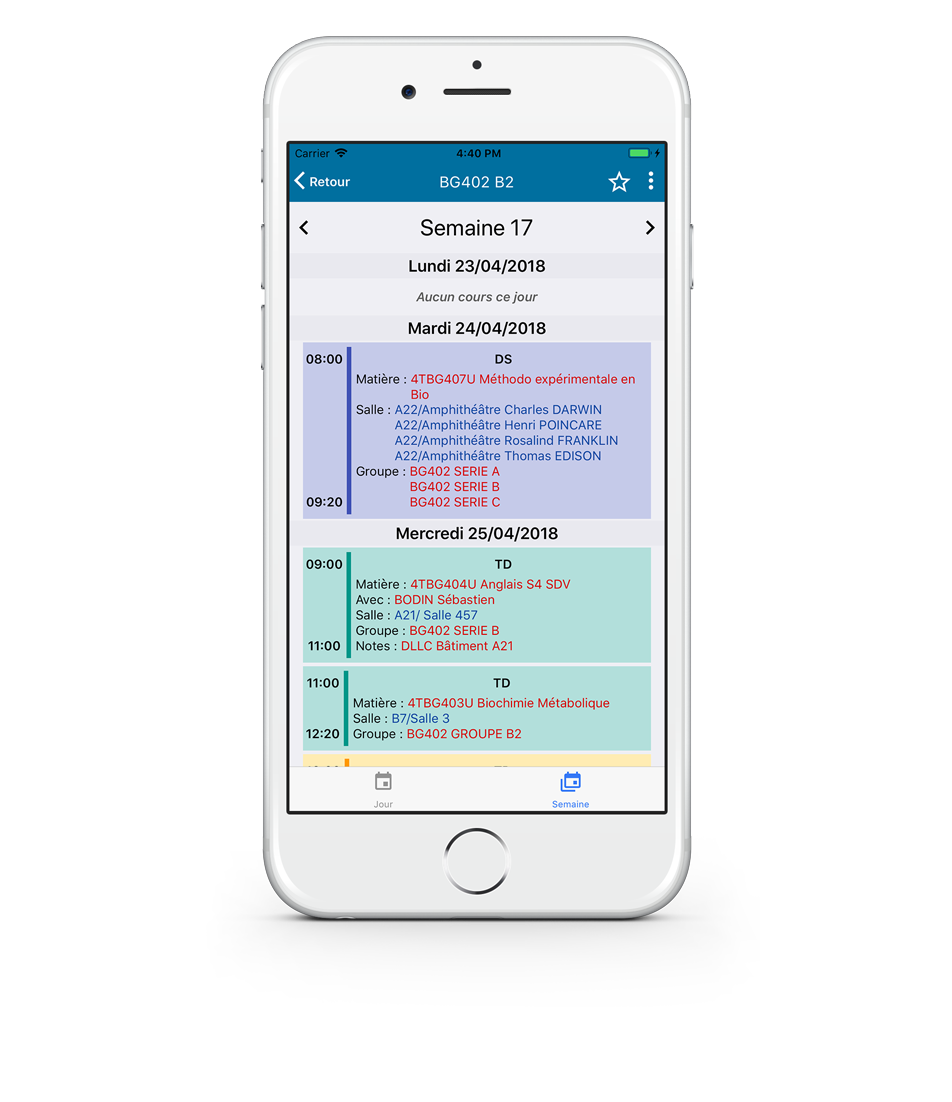 Carrier 4:40 PM
Retour BG402 B2
Semaine 17
Lundi 23/04/2018
Aucun cours ce jour
Mardi 24/04/2018
08:00 DS
Matière : 4TBG407U Méthodo expérimentale en
Bio
Salle : A22/Amphithéâtre Charles DARWIN
A22/Amphithéâtre Henri POINCARE
A22/Amphithéâtre Rosalind FRANKLIN
A22/Amphithéâtre Thomas EDISON
Groupe : BG402 SERIE A
BG402 SERIE B
09:20 BG402 SERIE C
Mercredi 25/04/2018
09:00 TD
Matière : 4TBG404U Anglais S4 SDV
Avec : BODIN Sébastien
Salle : A21/ Salle 457
Groupe : BG402 SERIE B
11:00 Notes : DLLC Bâtiment A21
11:00 TD
Matière : 4TBG403U Biochimie Métabolique
Salle : B7/Salle 3
12:20 Groupe : BG402 GROUPE B2
Jour Semaine